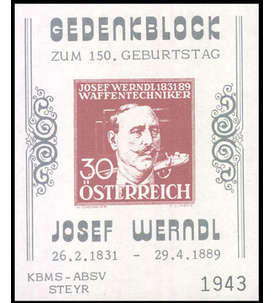 GEDENKBLOCK
ZUM 150. GEBURTSTAG
JOSEF WERNDL 1831-89
WAFFENTECHNIKER
30
ÖSTERREICH
JOSEF WERNDL
26.2.1831 - 29.4.1889
KBMS-ABSV
STEYR
1943